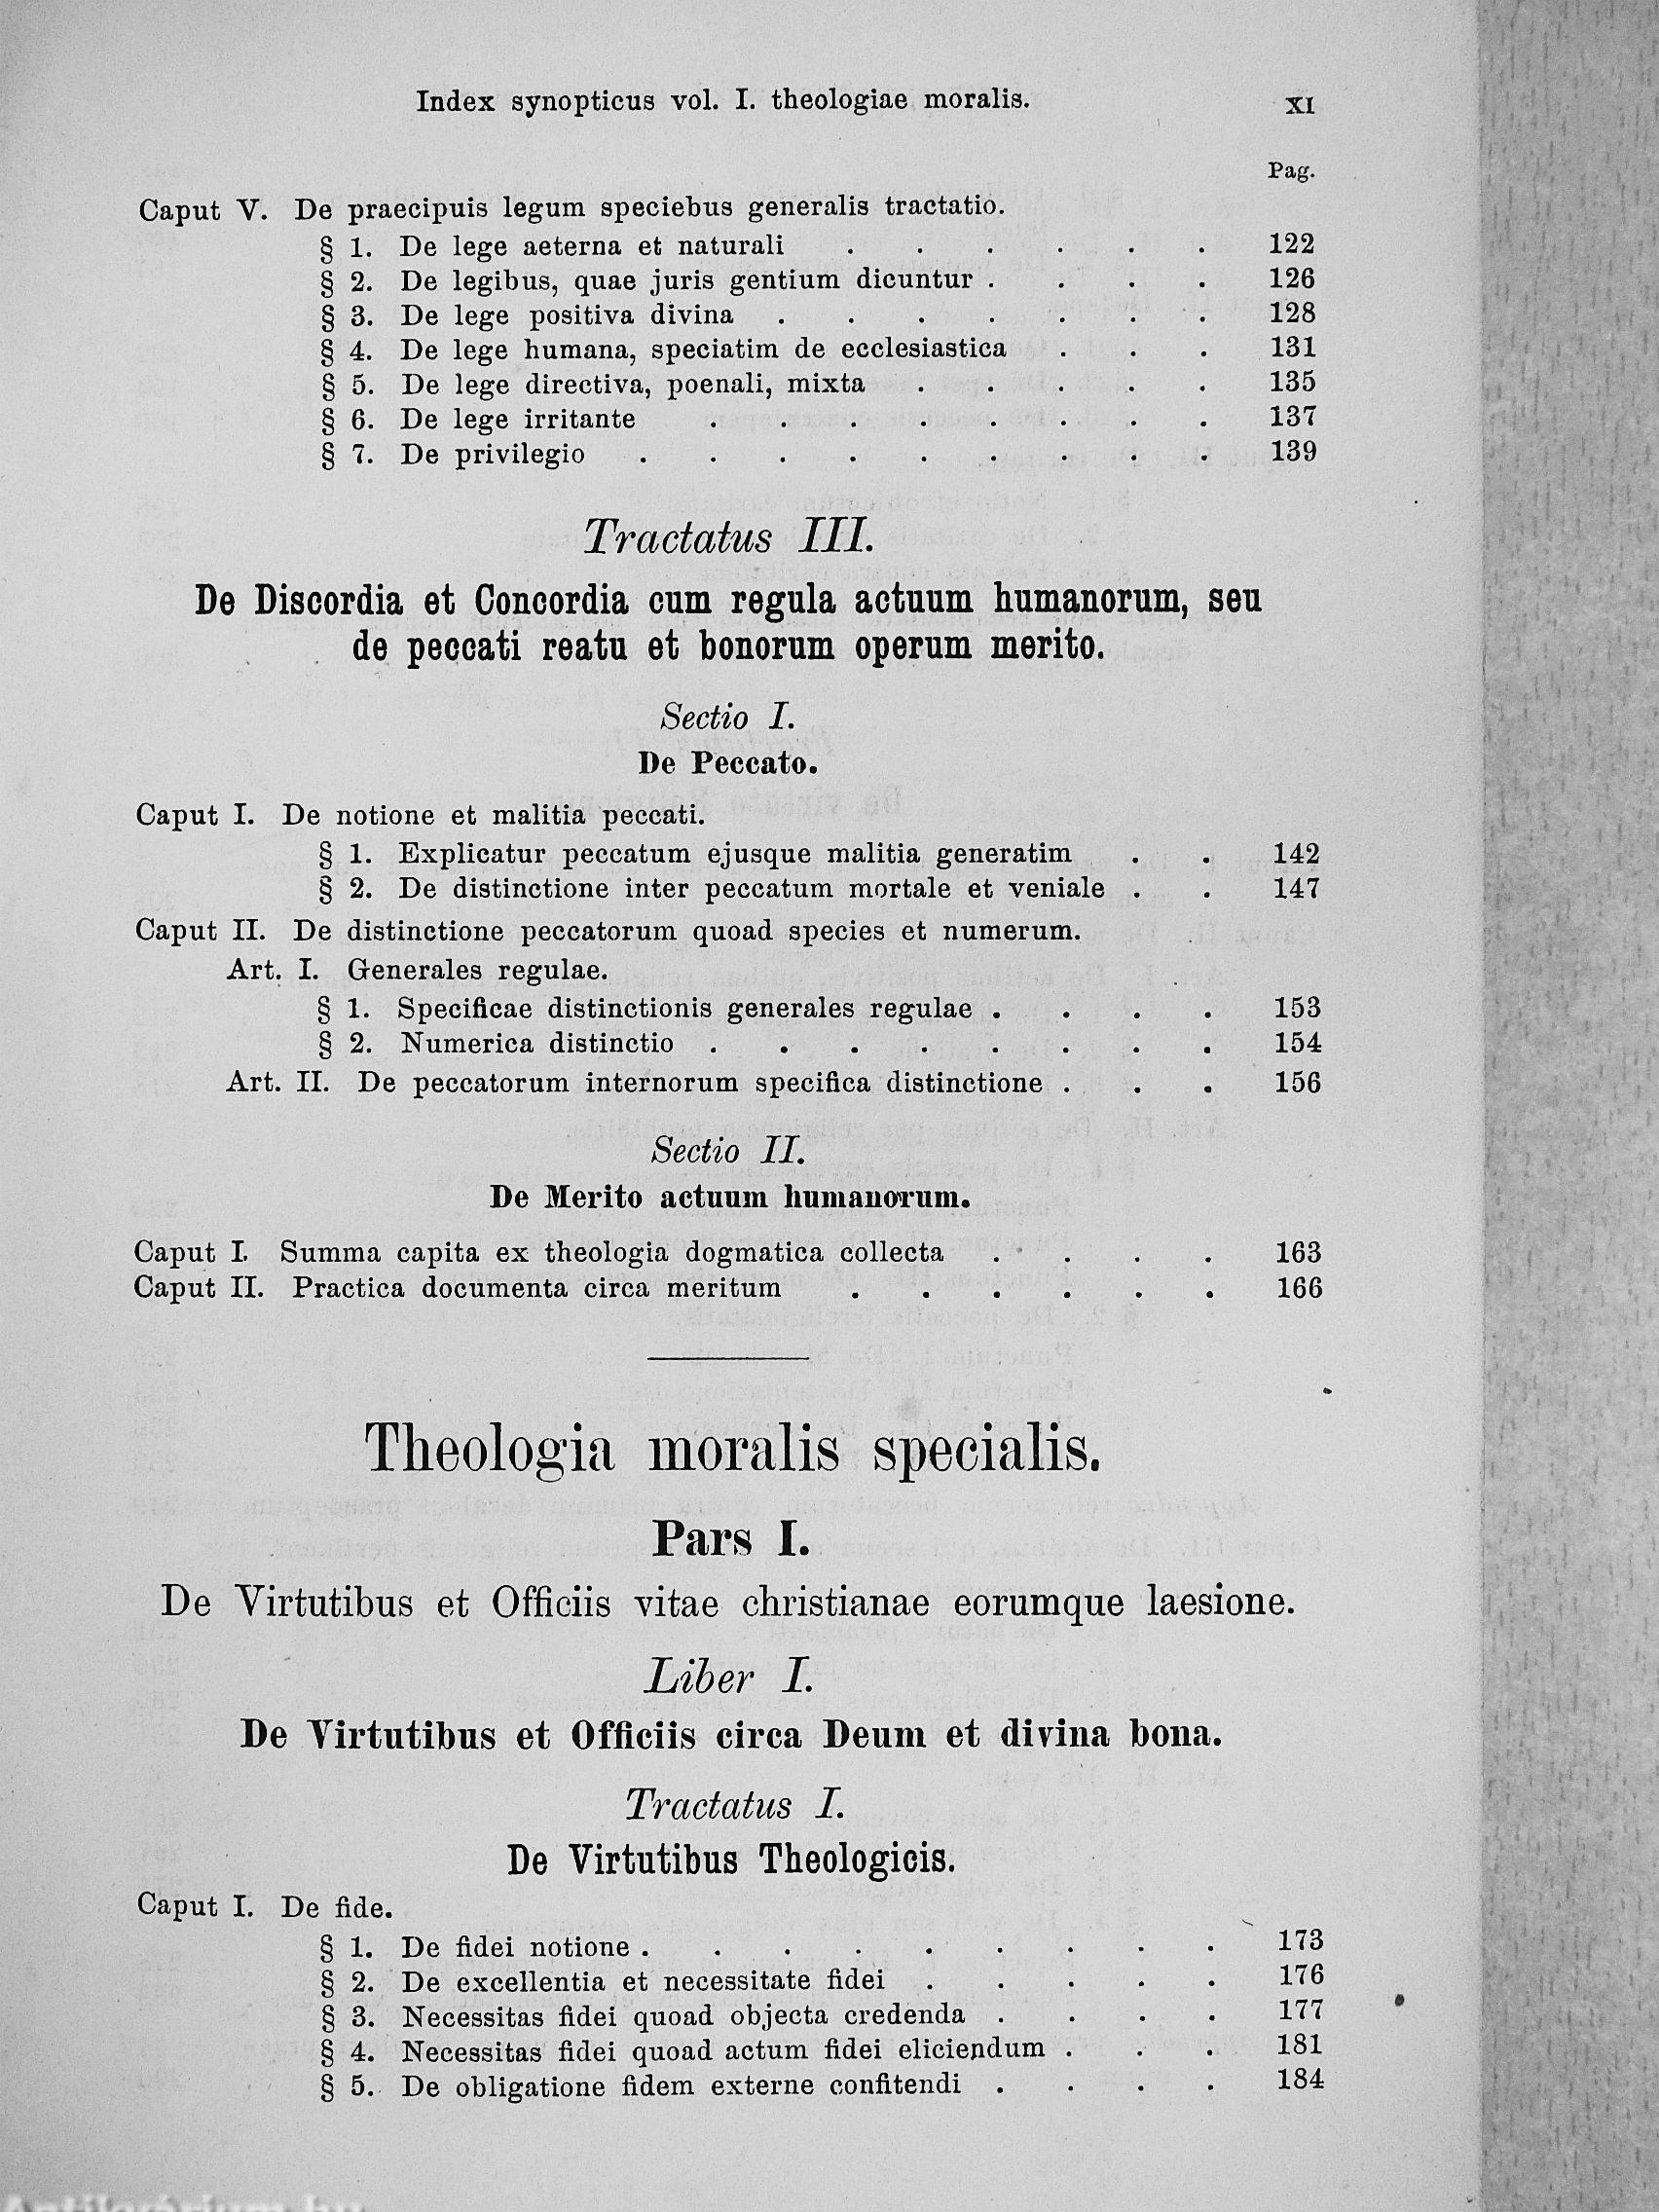 Index synopticus vol. I. theologiae moralis. XI
Pag.
Caput V. De praecipuis legum speciebus generalis tractatio.
§ 1. De lege aeterna et naturali . . . . . . 122
§ 2. De legibus, quae juris gentium dicuntur . . . . 126
§ 3. De lege positiva divina . . . . . . . 128
§ 4. De lege humana, speciatim de ecclesiastica . . . 131
§ 5. De lege directiva, poenali, mixta . . . . . 135
§ 6. De lege irritante . . . . . . . . 137
§ 7. De privilegio . . . . . . . . . 139
Tractatus III.
De Discordia et Concordia cum regula actuum humanorum, seu
de peccati reatu et bonorum operum merito.
Sectio I.
De Peccato.
Caput I. De notione et malitia peccati.
§ 1. Explicatur peccatum ejusque malitia generatim . . 142
§ 2. De distinctione inter peccatum mortale et veniale . . 147
Caput II. De distinctione peccatorum quoad species et numerum.
Art. I. Generales regulae.
§ 1. Specificae distinctionis generales regulae . . . . 153
§ 2. Numerica distinctio . . . . . . . . 154
Art. II. De peccatorum internorum specifica distinctione . . . 156
Sectio II.
De Merito actuum humanorum.
Caput I. Summa capita ex theologia dogmatica collecta . . . . 163
Caput II. Practica documenta circa meritum . . . . . . 166
Theologia moralis specialis.
Pars I.
De Virtutibus et Officiis vitae christianae eorumque laesione.
Liber I.
De Virtutibus et Officiis circa Deum et divina bona.
Tractatus I.
De Virtutibus Theologicis.
Caput I. De fide.
§ 1. De fidei notione . . . . . . . . . 173
§ 2. De excellentia et necessitate fidei . . . . . 176
§ 3. Necessitas fidei quoad objecta credenda . . . . 177
§ 4. Necessitas fidei quoad actum fidei eliciendum . . . 181
§ 5. De obligatione fidem externe confitendi . . . . 184